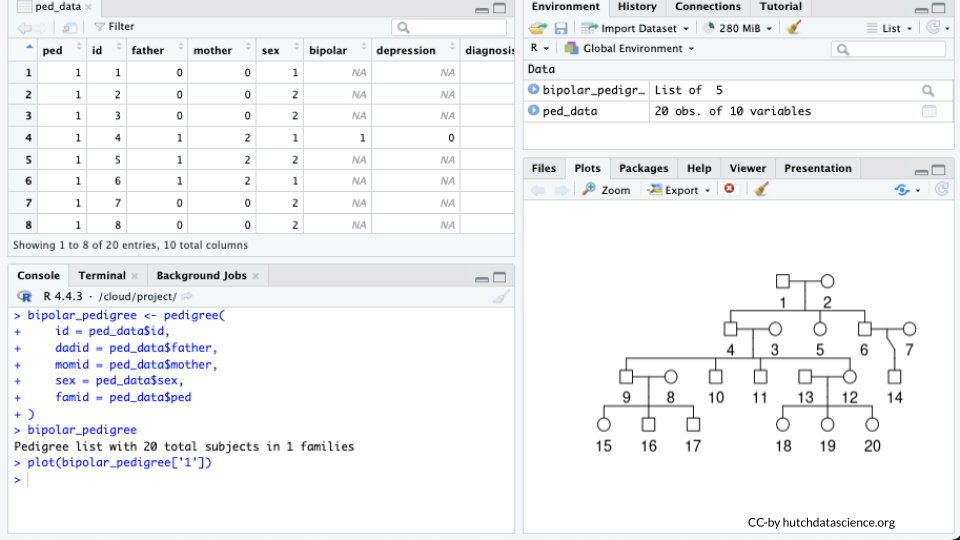 ped_data
Filter
ped id father mother sex bipolar depression diagnosis
1 1 1 0 0 1 NA NA
2 1 2 0 0 2 NA NA
3 1 3 0 0 2 NA NA
4 1 4 1 2 1 1 0
5 1 5 1 2 2 NA NA
6 1 6 1 2 1 NA NA
7 1 7 0 0 2 NA NA
8 1 8 0 0 2 NA NA
Showing 1 to 8 of 20 entries, 10 total columns
Console Terminal Background Jobs
R R 4.4.3 · /cloud/project/
> bipolar_pedigree <- pedigree(
+ id = ped_data$id,
+ dadid = ped_data$father,
+ momid = ped_data$mother,
+ sex = ped_data$sex,
+ famid = ped_data$ped
+ )
> bipolar_pedigree
Pedigree list with 20 total subjects in 1 families
> plot(bipolar_pedigree['1'])
>
Environment History Connections Tutorial
Import Dataset 280 MiB List
R Global Environment
Data
bipolar_pedigr… List of 5
ped_data 20 obs. of 10 variables
Files Plots Packages Help Viewer Presentation
Zoom Export
1 2
4 3 5 6 7
9 8 10 11 13 12 14
15 16 17 18 19 20
CC-by hutchdatascience.org